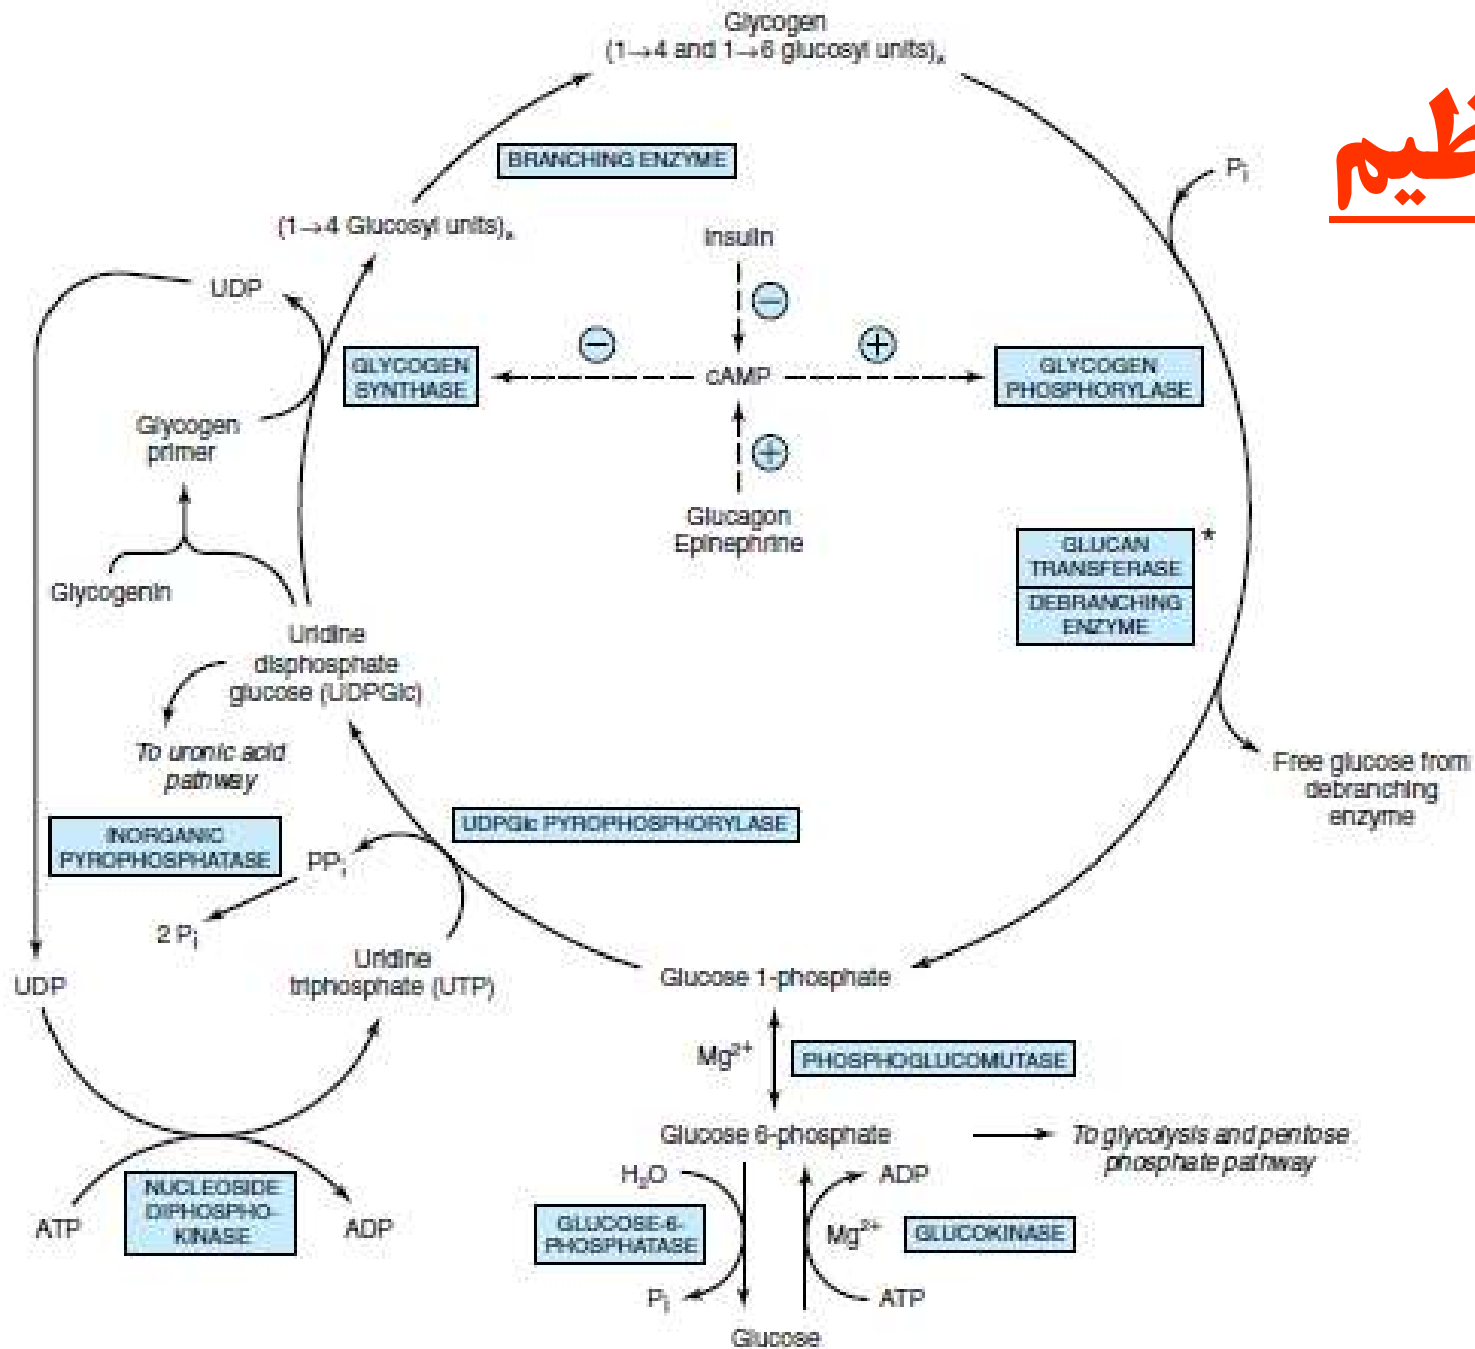 Glycogen
(1→4 and 1→6 glucosyl units)ₓ
BRANCHING ENZYME
Pi
(1→4 Glucosyl units)ₓ
Insulin
UDP
−
−
+
GLYCOGEN
SYNTHASE
cAMP
GLYCOGEN
PHOSPHORYLASE
Glycogen
primer
+
Glucagon
Epinephrine
GLUCAN
TRANSFERASE
*
DEBRANCHING
ENZYME
Glycogenin
Uridine
disphosphate
glucose (UDPGlc)
To uronic acid
pathway
Free glucose from
debranching
enzyme
INORGANIC
PYROPHOSPHATASE
UDPGlc PYROPHOSPHORYLASE
PPi
2 Pi
Uridine
triphosphate (UTP)
UDP
Glucose 1-phosphate
Mg2+
PHOSPHOGLUCOMUTASE
Glucose 6-phosphate
To glycolysis and pentose
phosphate pathway
NUCLEOSIDE
DIPHOSPHO-
KINASE
ATP
ADP
H2O
ADP
GLUCOSE-6-
PHOSPHATASE
Mg2+
GLUCOKINASE
Pi
ATP
Glucose